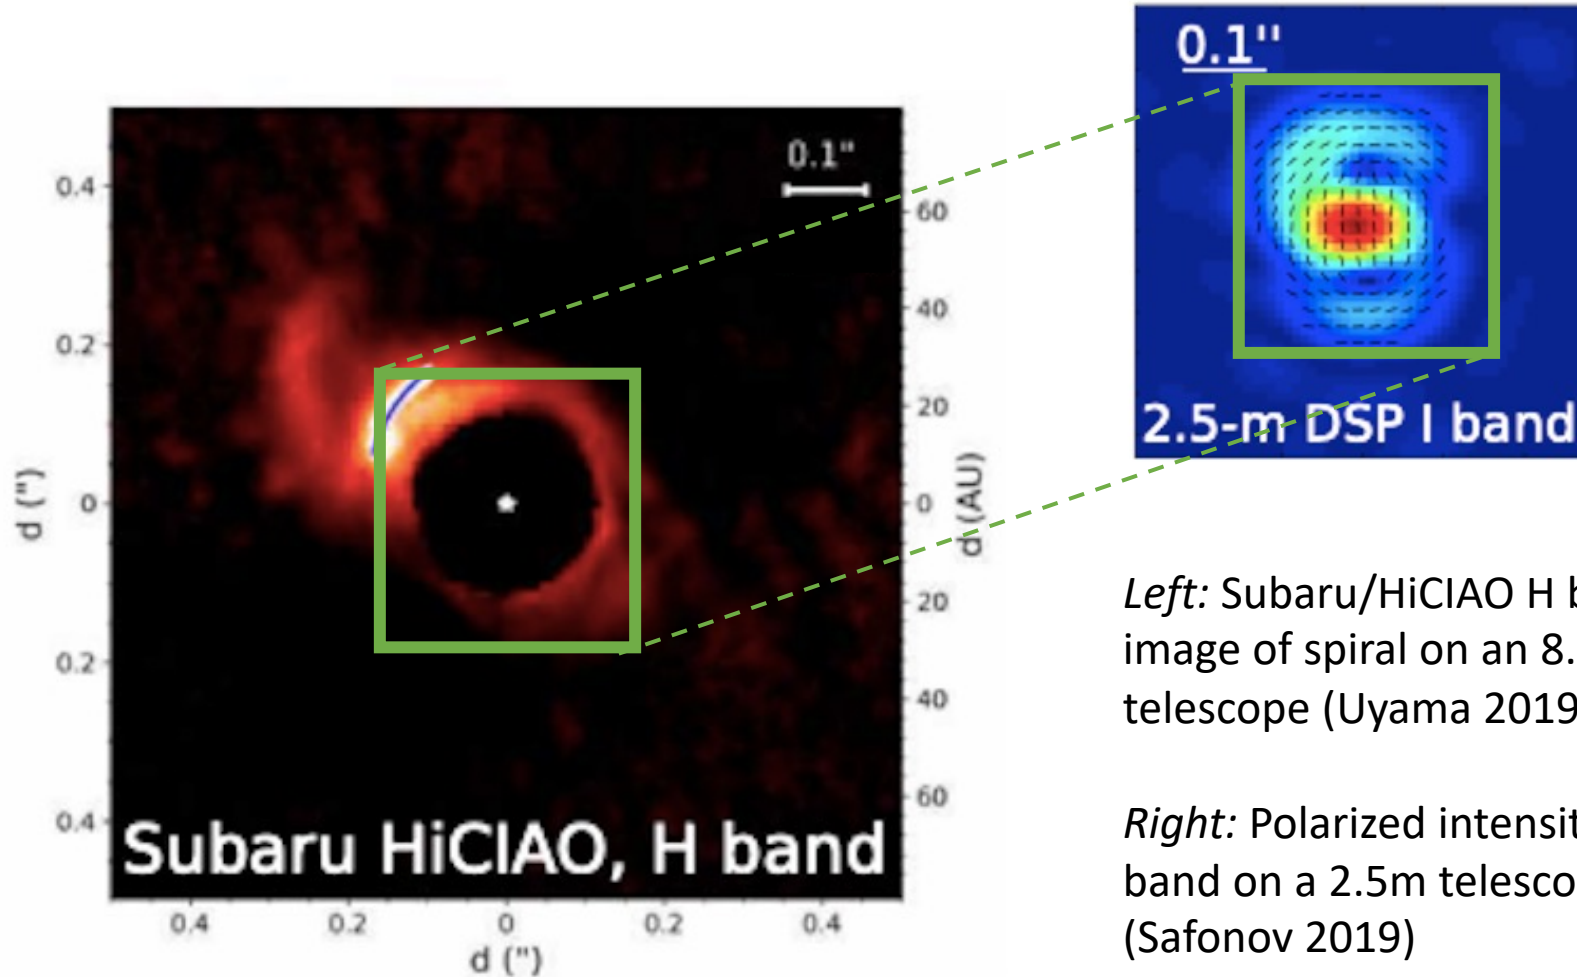 0.1"
0.1''
0.4
60
40
0.2
20
2.5-m DSP I band
d (")
0
0
d (AU)
20
Left: Subaru/HiCIAO H
image of spiral on an 8.
0.2
telescope (Uyama 2019
40
60
Right: Polarized
0.4
Subaru HiCIAO, H band
band on a 2.5m
(Safonov 2019)
0.4
0.2
0
0.2
0.4
d (")